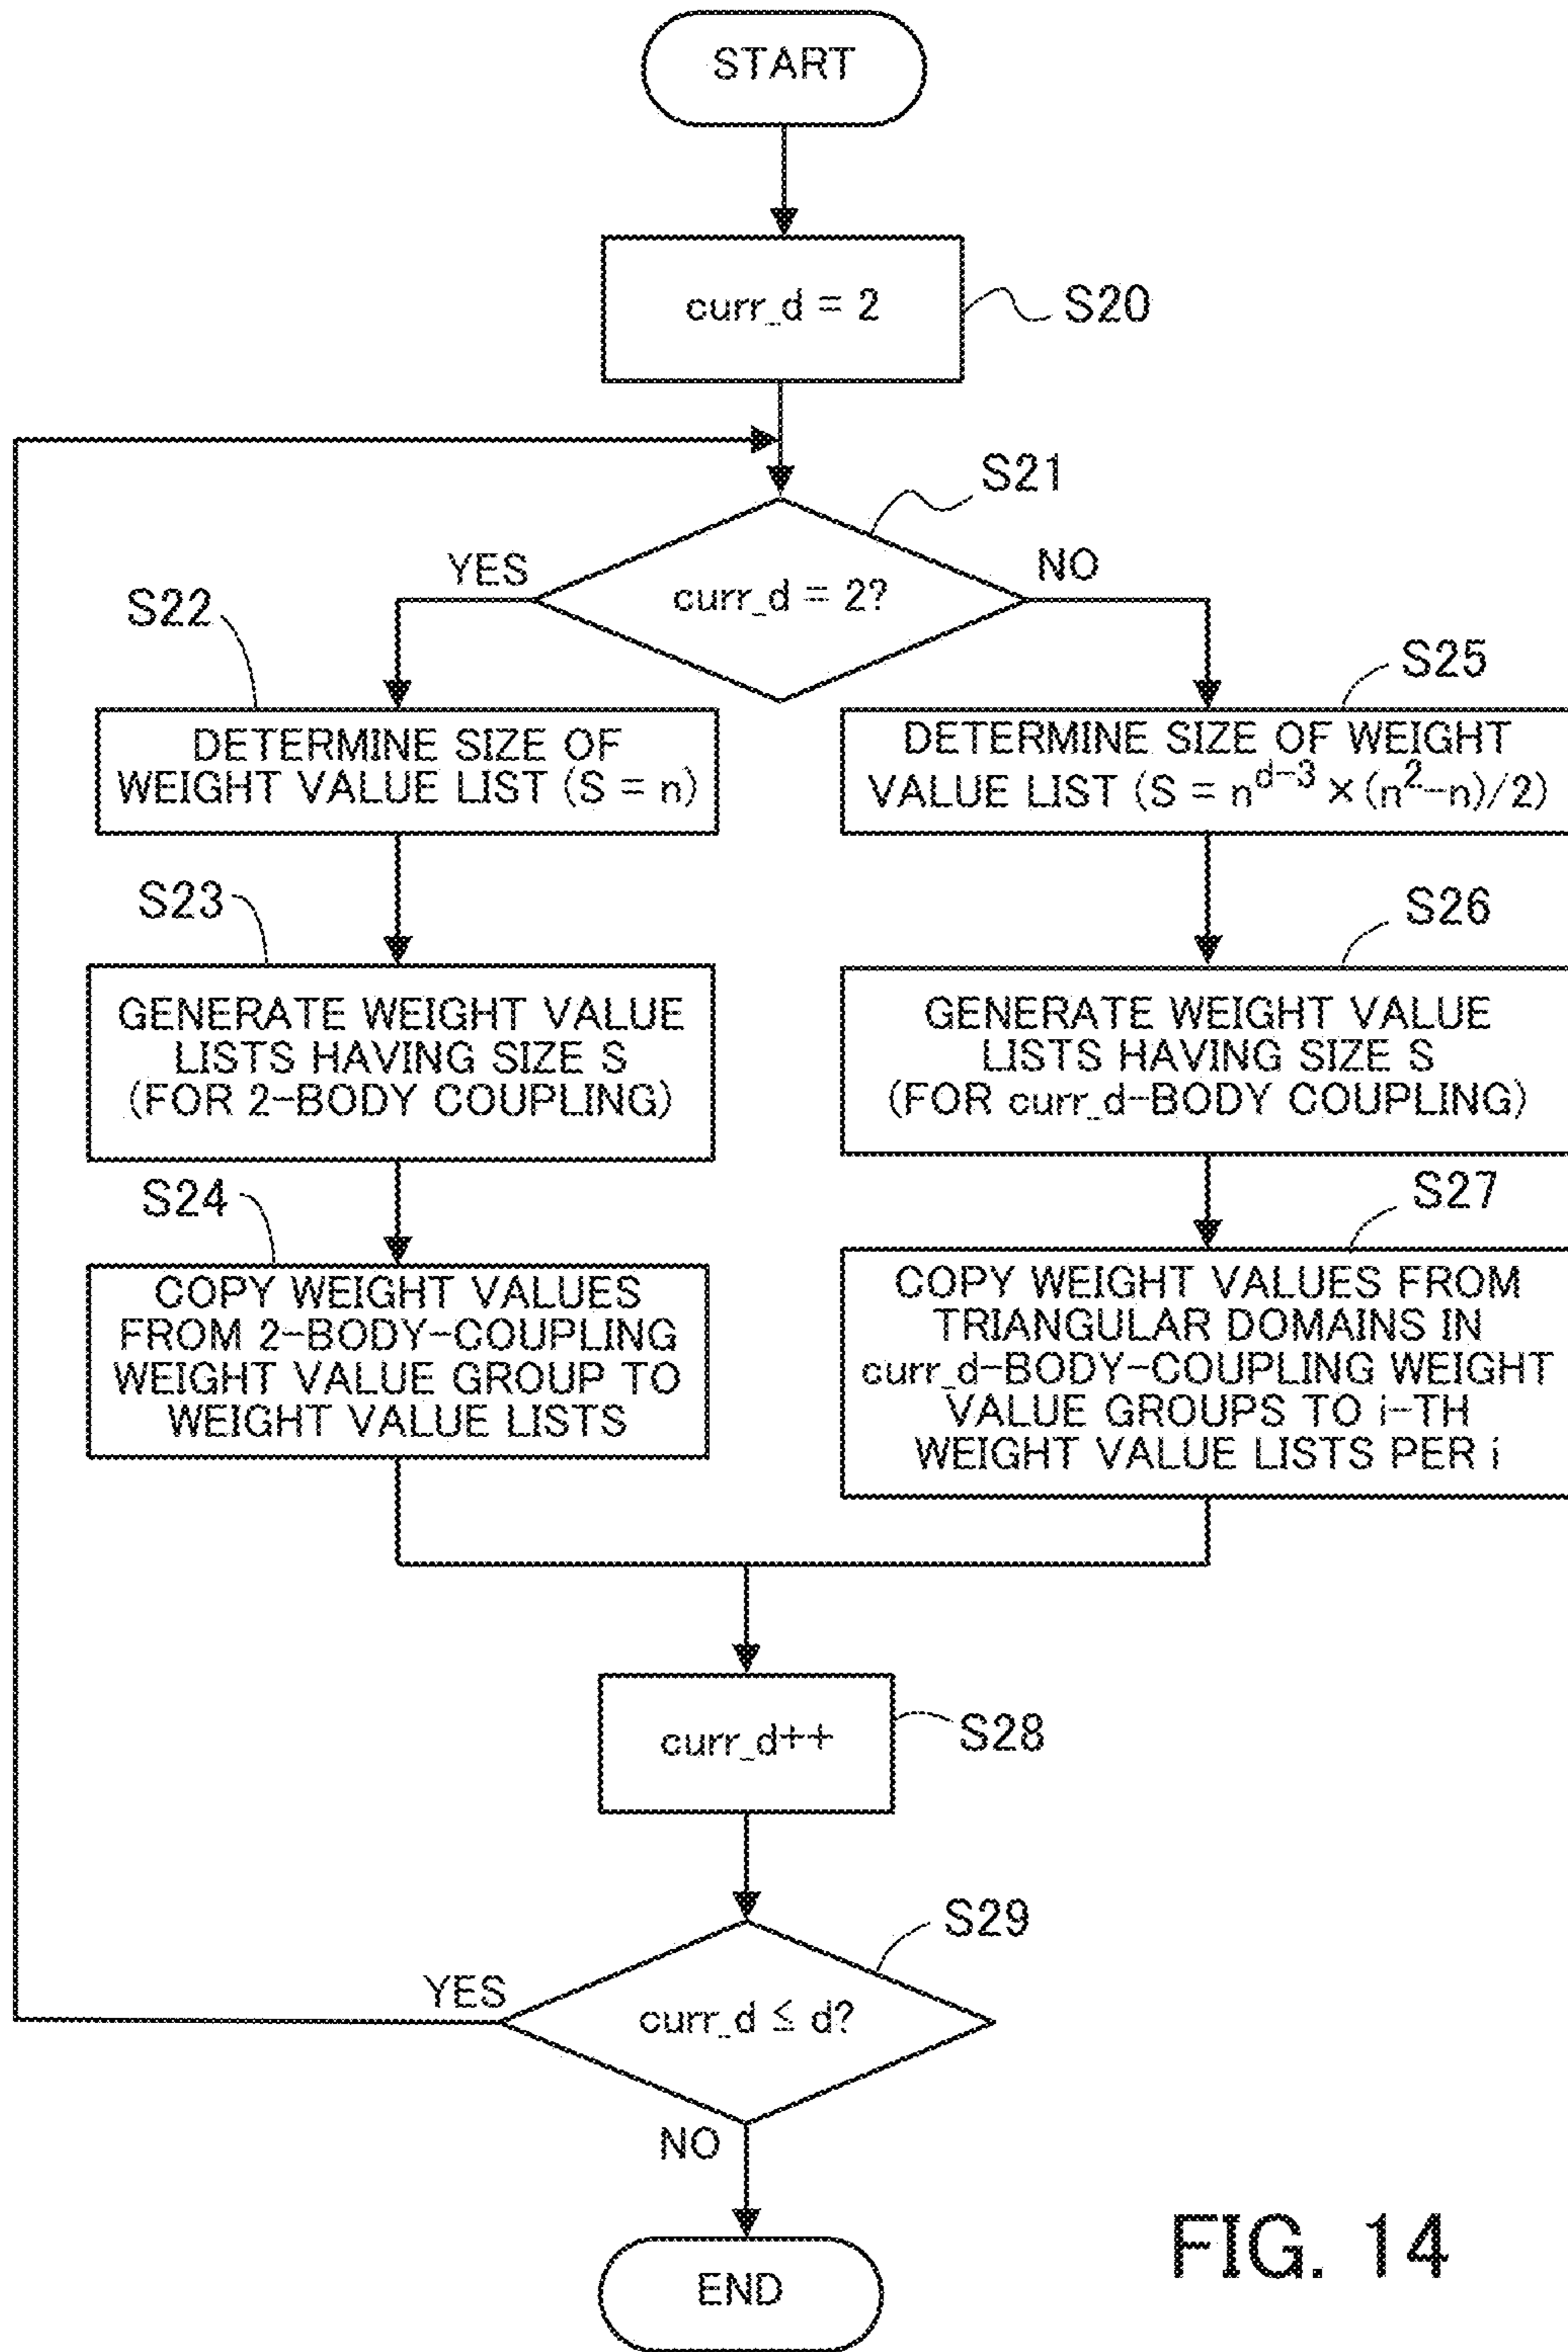 START
curr_d = 2
S20
S21
YES
NO
curr_d = 2?
S22
DETERMINE SIZE OF
WEIGHT VALUE LIST (S = n)
S23
GENERATE WEIGHT VALUE
LISTS HAVING SIZE S
(FOR 2-BODY COUPLING)
S24
COPY WEIGHT VALUES
FROM 2-BODY-COUPLING
WEIGHT VALUE GROUP TO
WEIGHT VALUE LISTS
S25
DETERMINE SIZE OF WEIGHT
VALUE LIST (S = n^d-3 × (n²-n)/2)
S26
GENERATE WEIGHT VALUE
LISTS HAVING SIZE S
(FOR curr_d-BODY COUPLING)
S27
COPY WEIGHT VALUES FROM
TRIANGULAR DOMAINS IN
curr_d-BODY-COUPLING WEIGHT
VALUE GROUPS TO i-TH
WEIGHT VALUE LISTS PER i
curr_d++
S28
S29
YES
curr_d ≤ d?
NO
END
FIG. 14